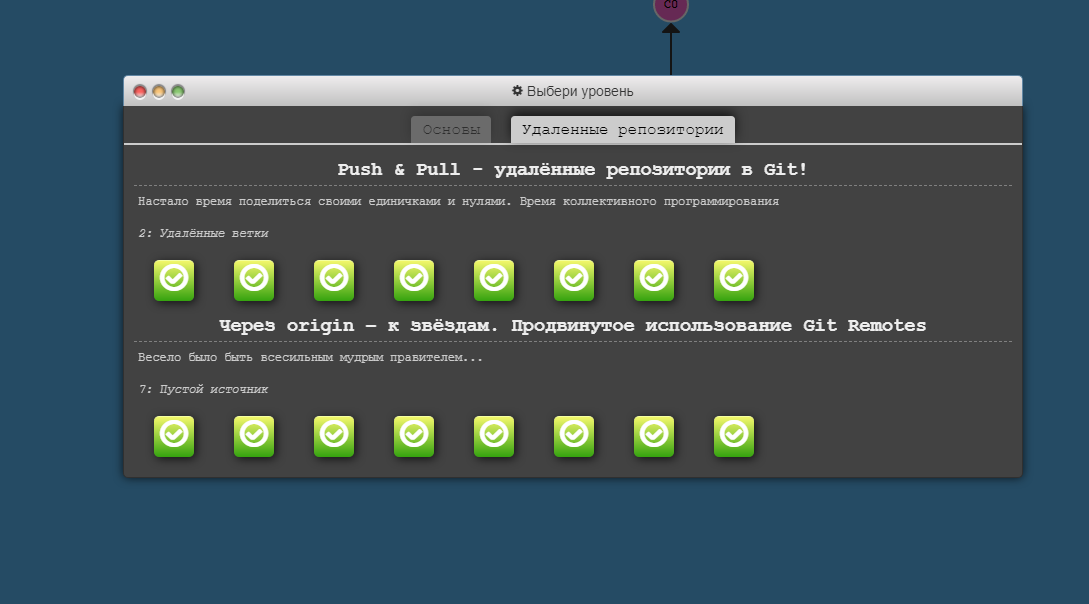 C0
Выбери уровень
Основы
Удаленные репозитории
Push & Pull - удалённые репозитории в Git!
Настало время поделиться своими единичками и нулями. Время коллективного программирования
2: Удалённые ветки
Через origin – к звёздам. Продвинутое использование Git Remotes
Весело было быть всесильным мудрым правителем...
7: Пустой источник